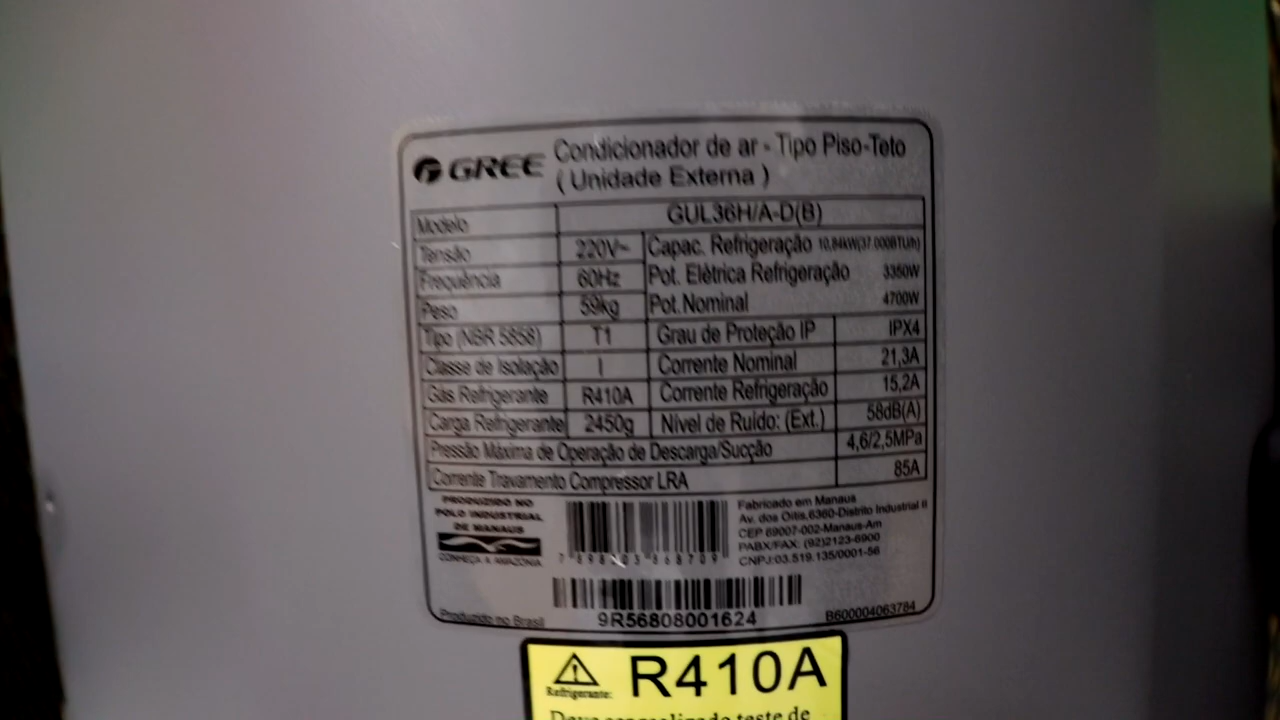 GREE
Condicionador de ar - Tipo Piso-Teto
( Unidade Externa )
Modelo GUL36H/A-D(B)
Tensão 220V~ Capac. Refrigeração 10,84kW(37.000BTU/h)
Frequência 60Hz Pot. Elétrica Refrigeração 3350W
Peso 59kg Pot. Nominal 4700W
Tipo (NBR 5858) T1 Grau de Proteção IP IPX4
Classe de Isolação I Corrente Nominal 21,3A
Gás Refrigerante R410A Corrente Refrigeração 15,2A
Carga Refrigerante 2450g Nível de Ruído: (Ext.) 58dB(A)
Pressão Máxima de Operação de Descarga/Sucção 4,6/2,5MPa
Corrente Travamento Compressor LRA 85A
PRODUZIDO NO
POLO INDUSTRIAL
DE MANAUS
CONHEÇA A AMAZÔNIA
Fabricado em Manaus
Av. dos Oitis,6360-Distrito Industrial II
CEP 69007-002-Manaus-Am
PABX/FAX: (92)2123-6900
CNPJ:03.519.135/0001-56
Produzido no Brasil
9R56808001624
B600004063784
R410A
Refrigerante:
teste de